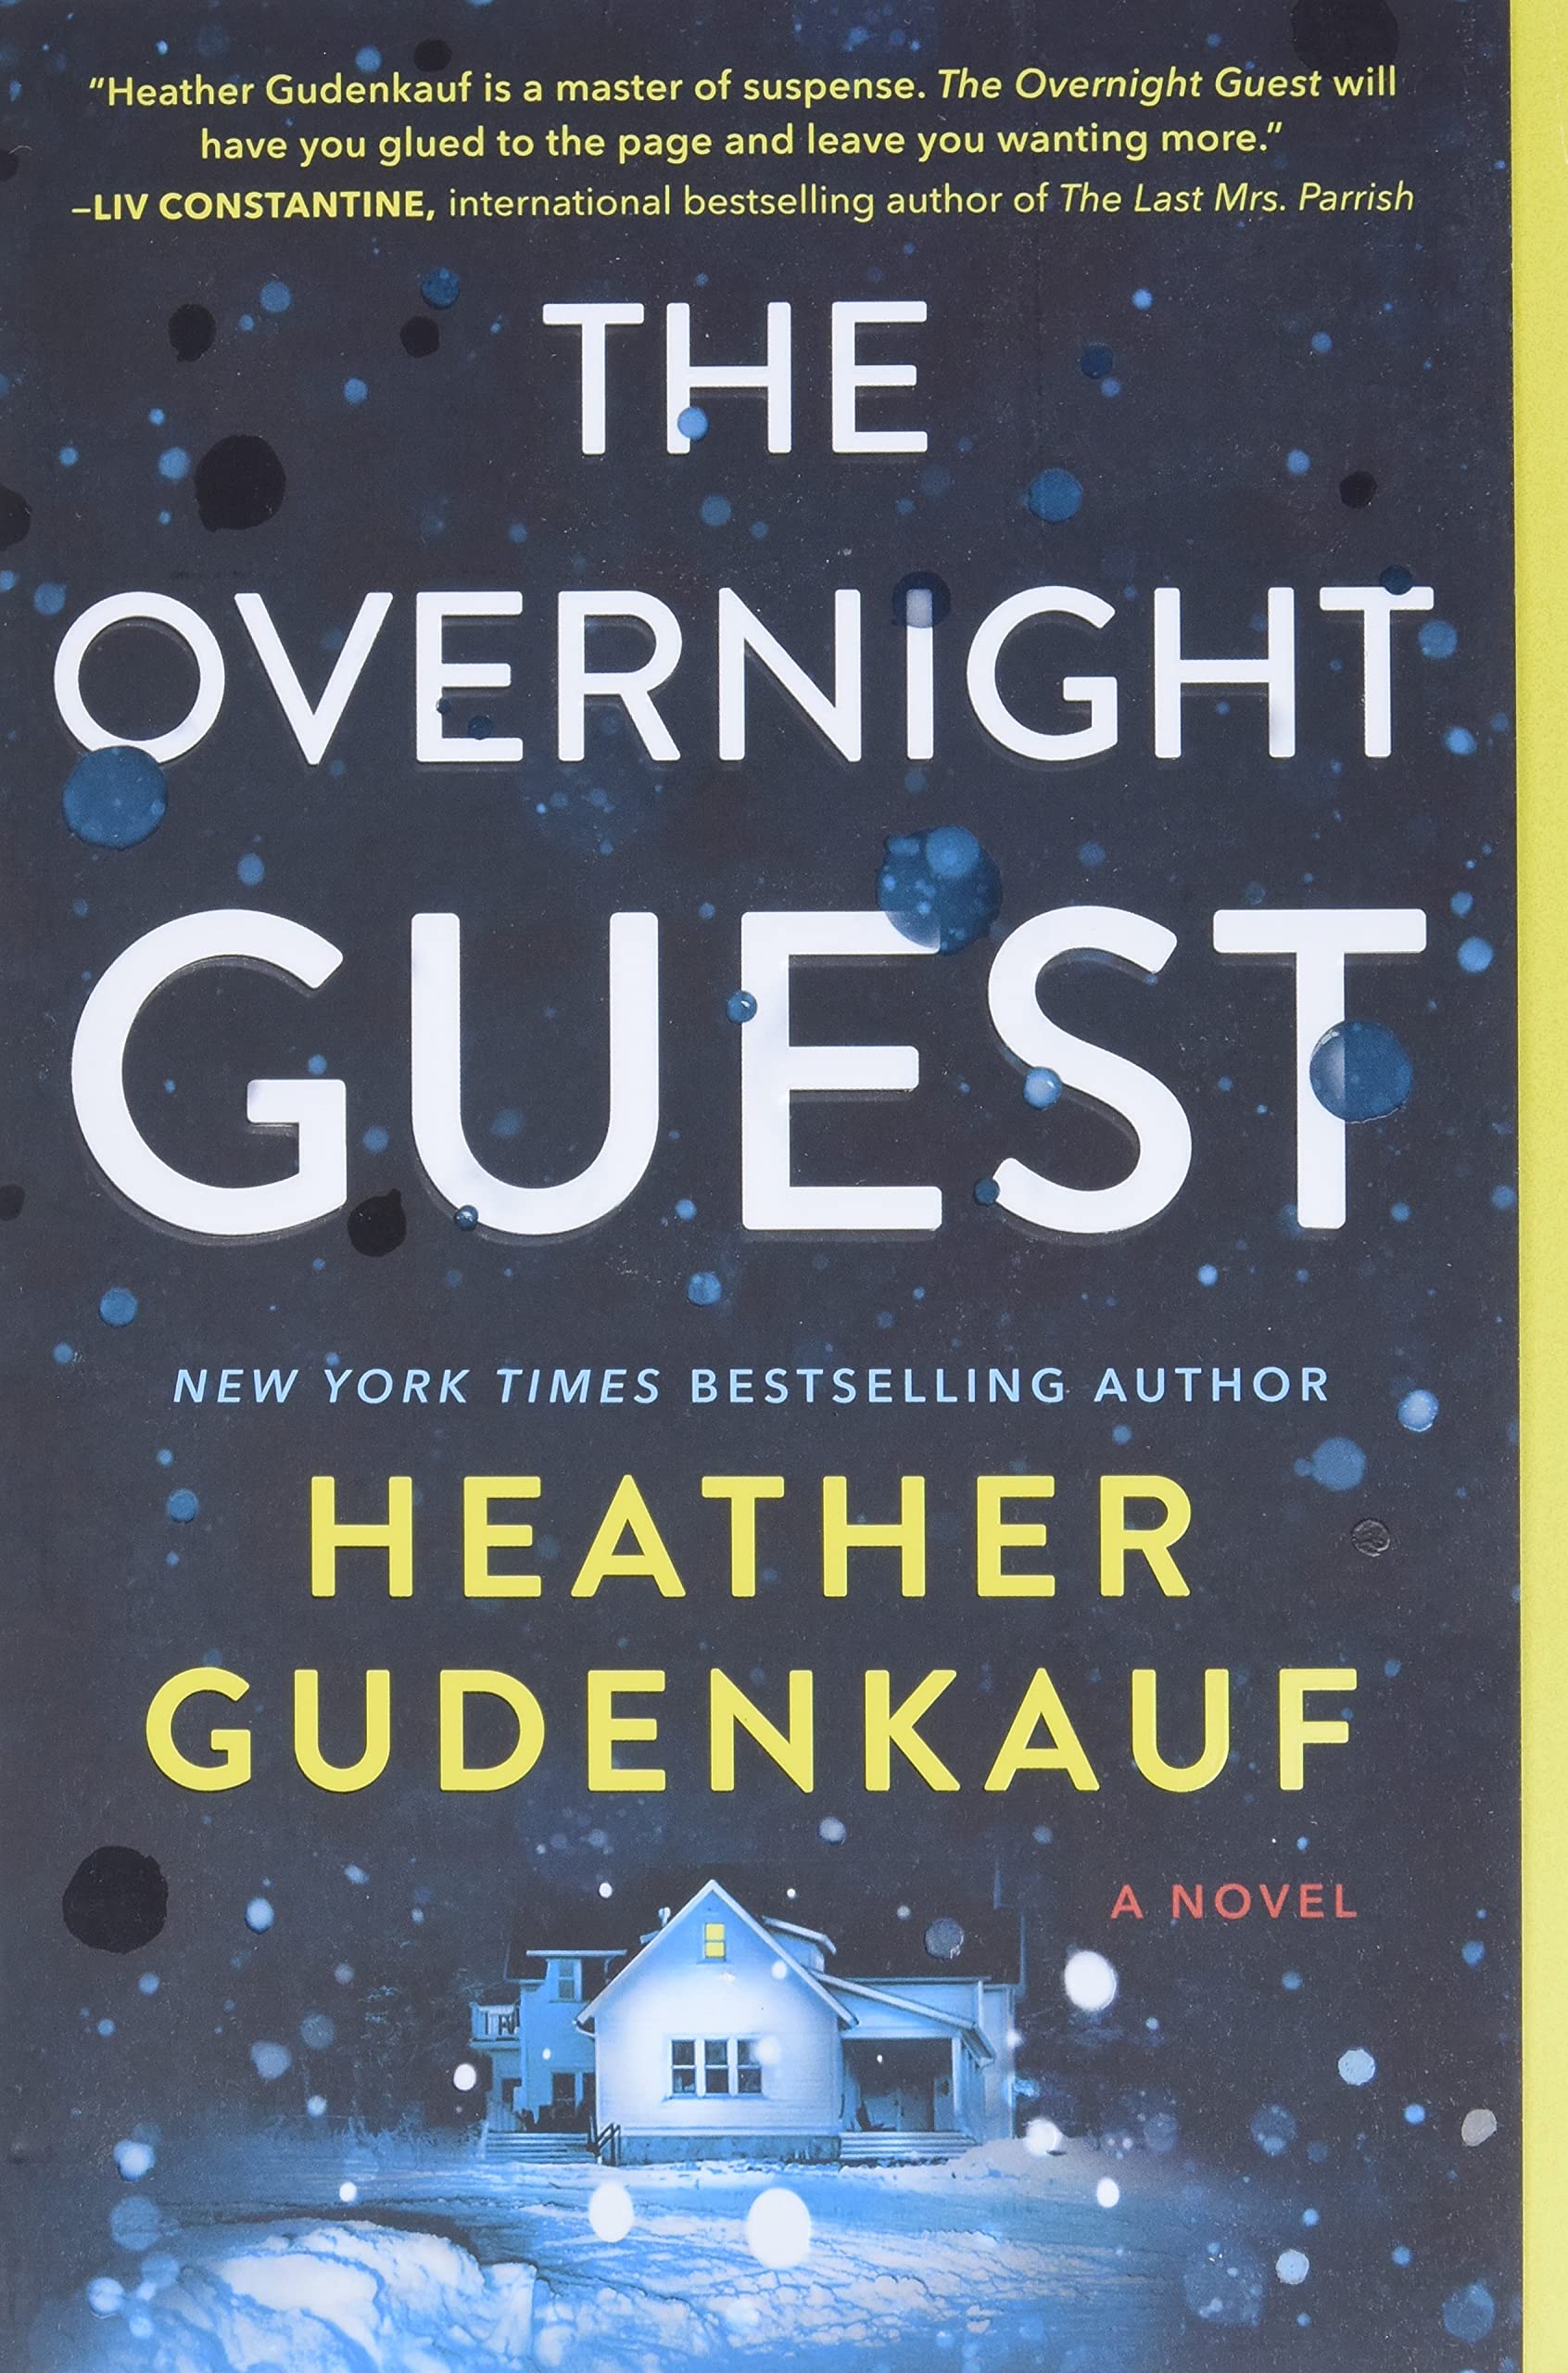 “Heather Gudenkauf is a master of suspense. The Overnight Guest will
have you glued to the page and leave you wanting more.”
–LIV CONSTANTINE, international bestselling author of The Last Mrs. Parrish
THE
OVERNIGHT
GUEST
NEW YORK TIMES BESTSELLING AUTHOR
HEATHER
GUDENKAUF
A NOVEL